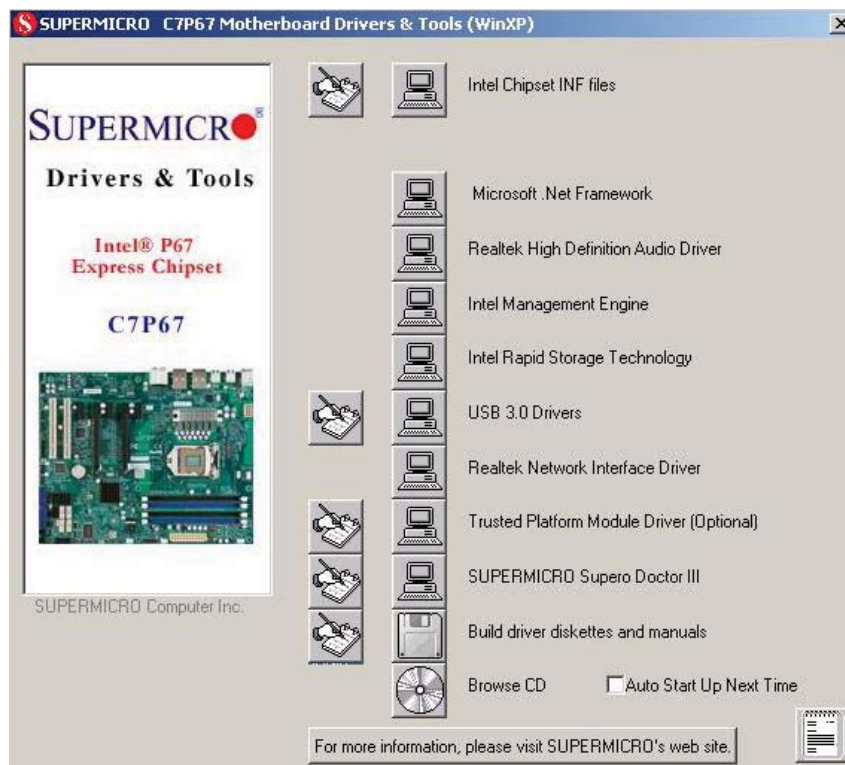 SUPERMICRO C7P67 Motherboard Drivers & Tools (WinXP)
SUPERMICRO®
Drivers & Tools
Intel® P67
Express Chipset
C7P67
SUPERMICRO Computer Inc.
Intel Chipset INF files
Microsoft .Net Framework
Realtek High Definition Audio Driver
Intel Management Engine
Intel Rapid Storage Technology
USB 3.0 Drivers
Realtek Network Interface Driver
Trusted Platform Module Driver (Optional)
SUPERMICRO Supero Doctor III
Build driver diskettes and manuals
Browse CD
Auto Start Up Next Time
For more information, please visit SUPERMICRO's web site.